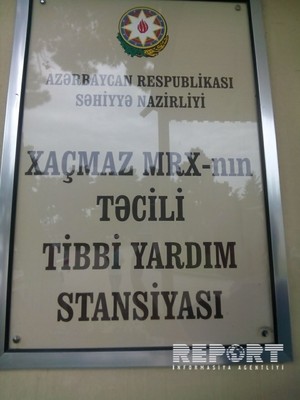 AZƏRBAYCAN RESPUBLİKASI
SƏHİYYƏ NAZİRLİYİ
XAÇMAZ MRX-nın
TƏCİLİ
TİBBİ YARDIM
STANSİYASI
REPORT
İNFORMASİYA AGENTLİYİ